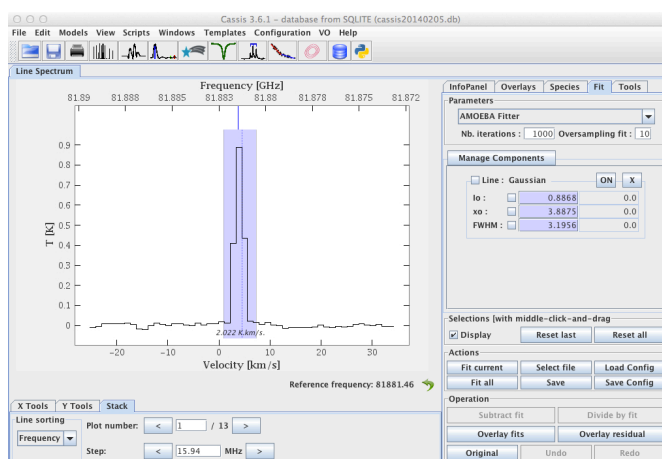 Cassis 3.6.1 - database from SQLITE (cassis20140205.db)
File Edit Models View Scripts Windows Templates Configuration VO Help
Line Spectrum
Frequency [GHz]
81.89 81.888 81.885 81.883 81.88 81.878 81.875 81.872
0.9
0.8
0.7
0.6
0.5
0.4
0.3
0.2
0.1
0
T [K]
2.022 K.km/s.
-20 -10 0 10 20 30
Velocity [km/s]
Reference frequency: 81881.46
InfoPanel Overlays Species Fit Tools
Parameters
AMOEBA Fitter
Nb. iterations : 1000 Oversampling fit : 10
Manage Components
Line : Gaussian ON X
Io : 0.8868 0.0
xo : 3.8875 0.0
FWHM : 3.1956 0.0
Selections [with middle-click-and-drag
Display Reset last Reset all
Actions
Fit current Select file Load Config
Fit all Save Save Config
Operation
Subtract fit Divide by fit
Overlay fits Overlay residual
Original Undo Redo
X Tools Y Tools Stack
Line sorting
Frequency
Plot number: < 1 / 13 >
Step: < 15.94 MHz >